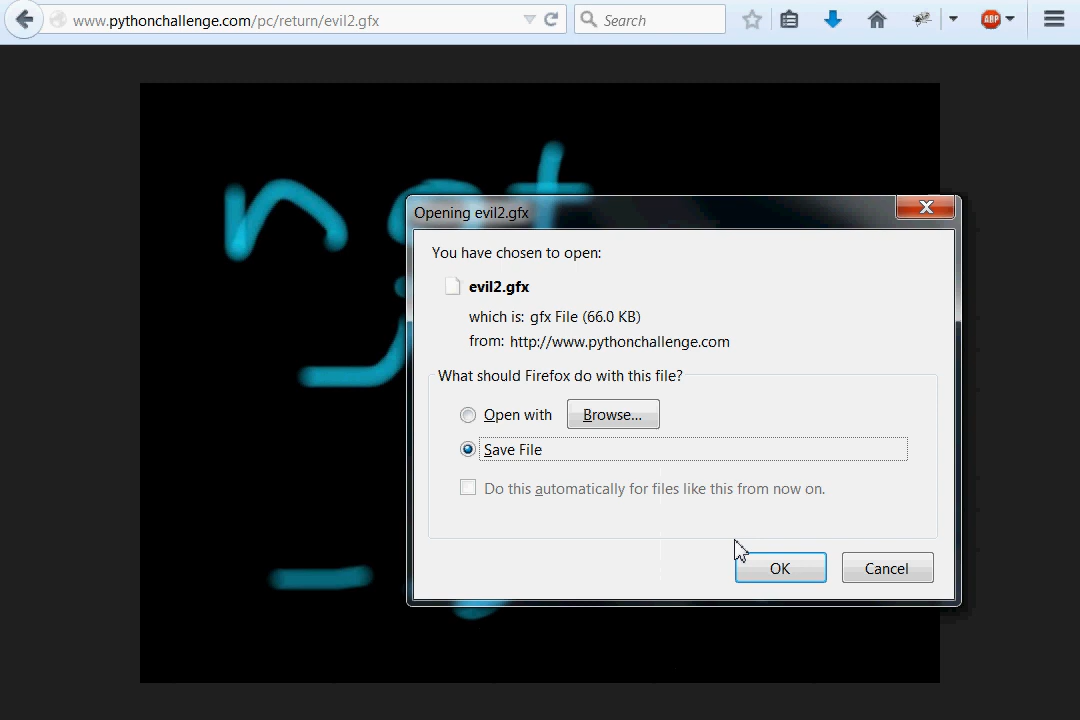 www.pythonchallenge.com/pc/return/evil2.gfx
Search
ABP
Opening evil2.gfx
You have chosen to open:
evil2.gfx
which is: gfx File (66.0 KB)
from: http://www.pythonchallenge.com
What should Firefox do with this file?
Open with
Browse...
Save File
Do this automatically for files like this from now on.
OK
Cancel